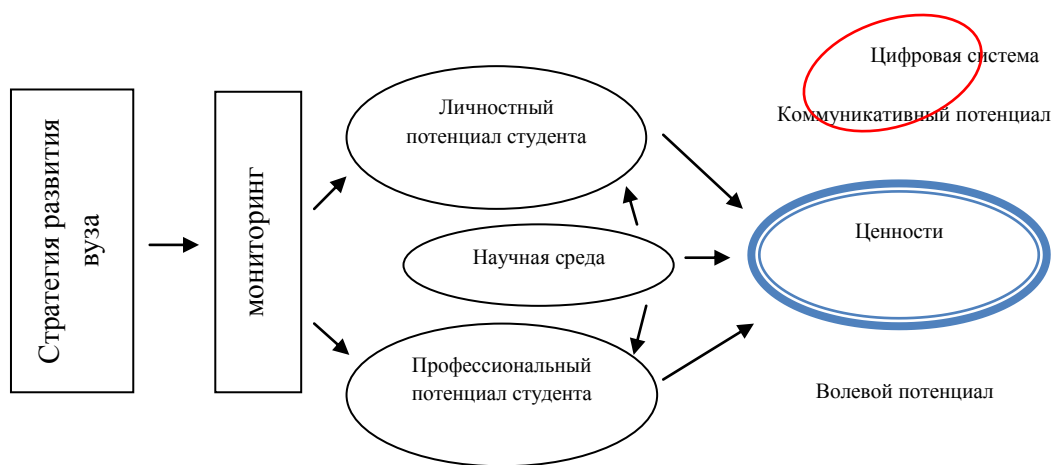 Стратегия развития
вуза
мониторинг
Личностный
потенциал студента
Научная среда
Профессиональный
потенциал студента
Цифровая система
Коммуникативный потенциал
Ценности
Волевой потенциал